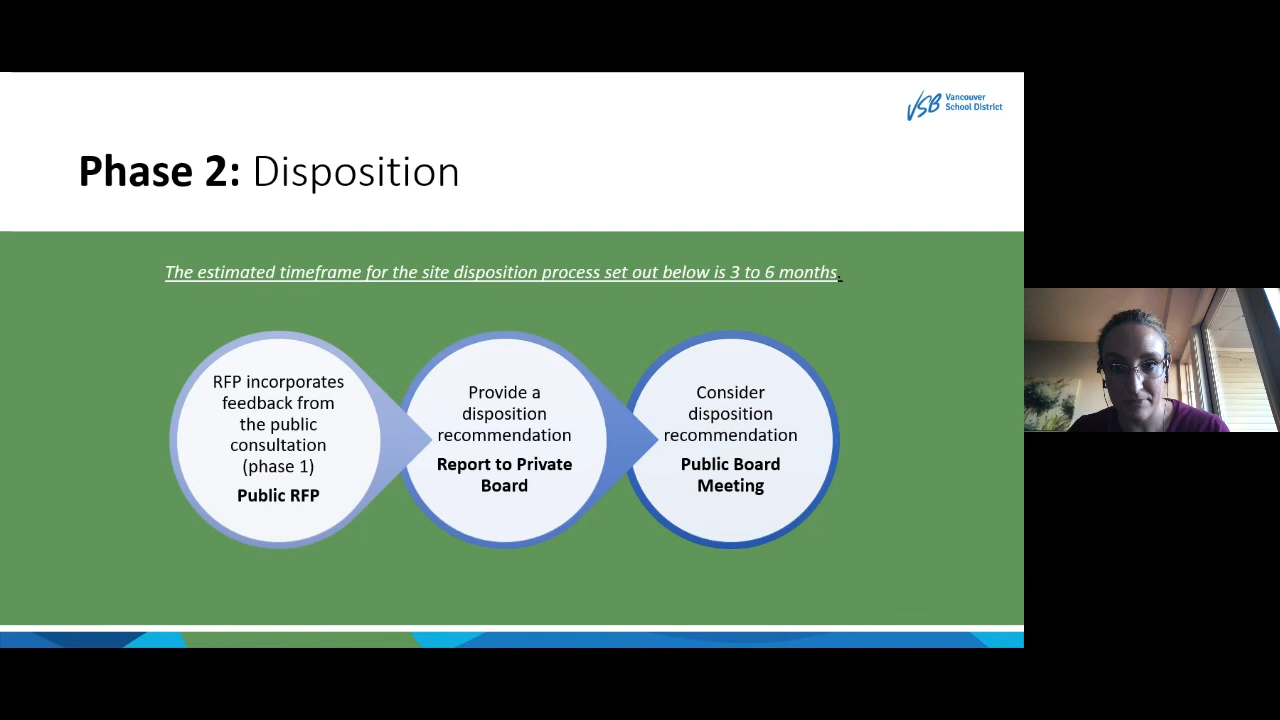 VSB Vancouver
School District
Phase 2: Disposition
The estimated timeframe for the site disposition process set out below is 3 to 6 months.
RFP incorporates
feedback from
the public
consultation
(phase 1)
Public RFP
Provide a
disposition
recommendation
Report to Private
Board
Consider
disposition
recommendation
Public Board
Meeting